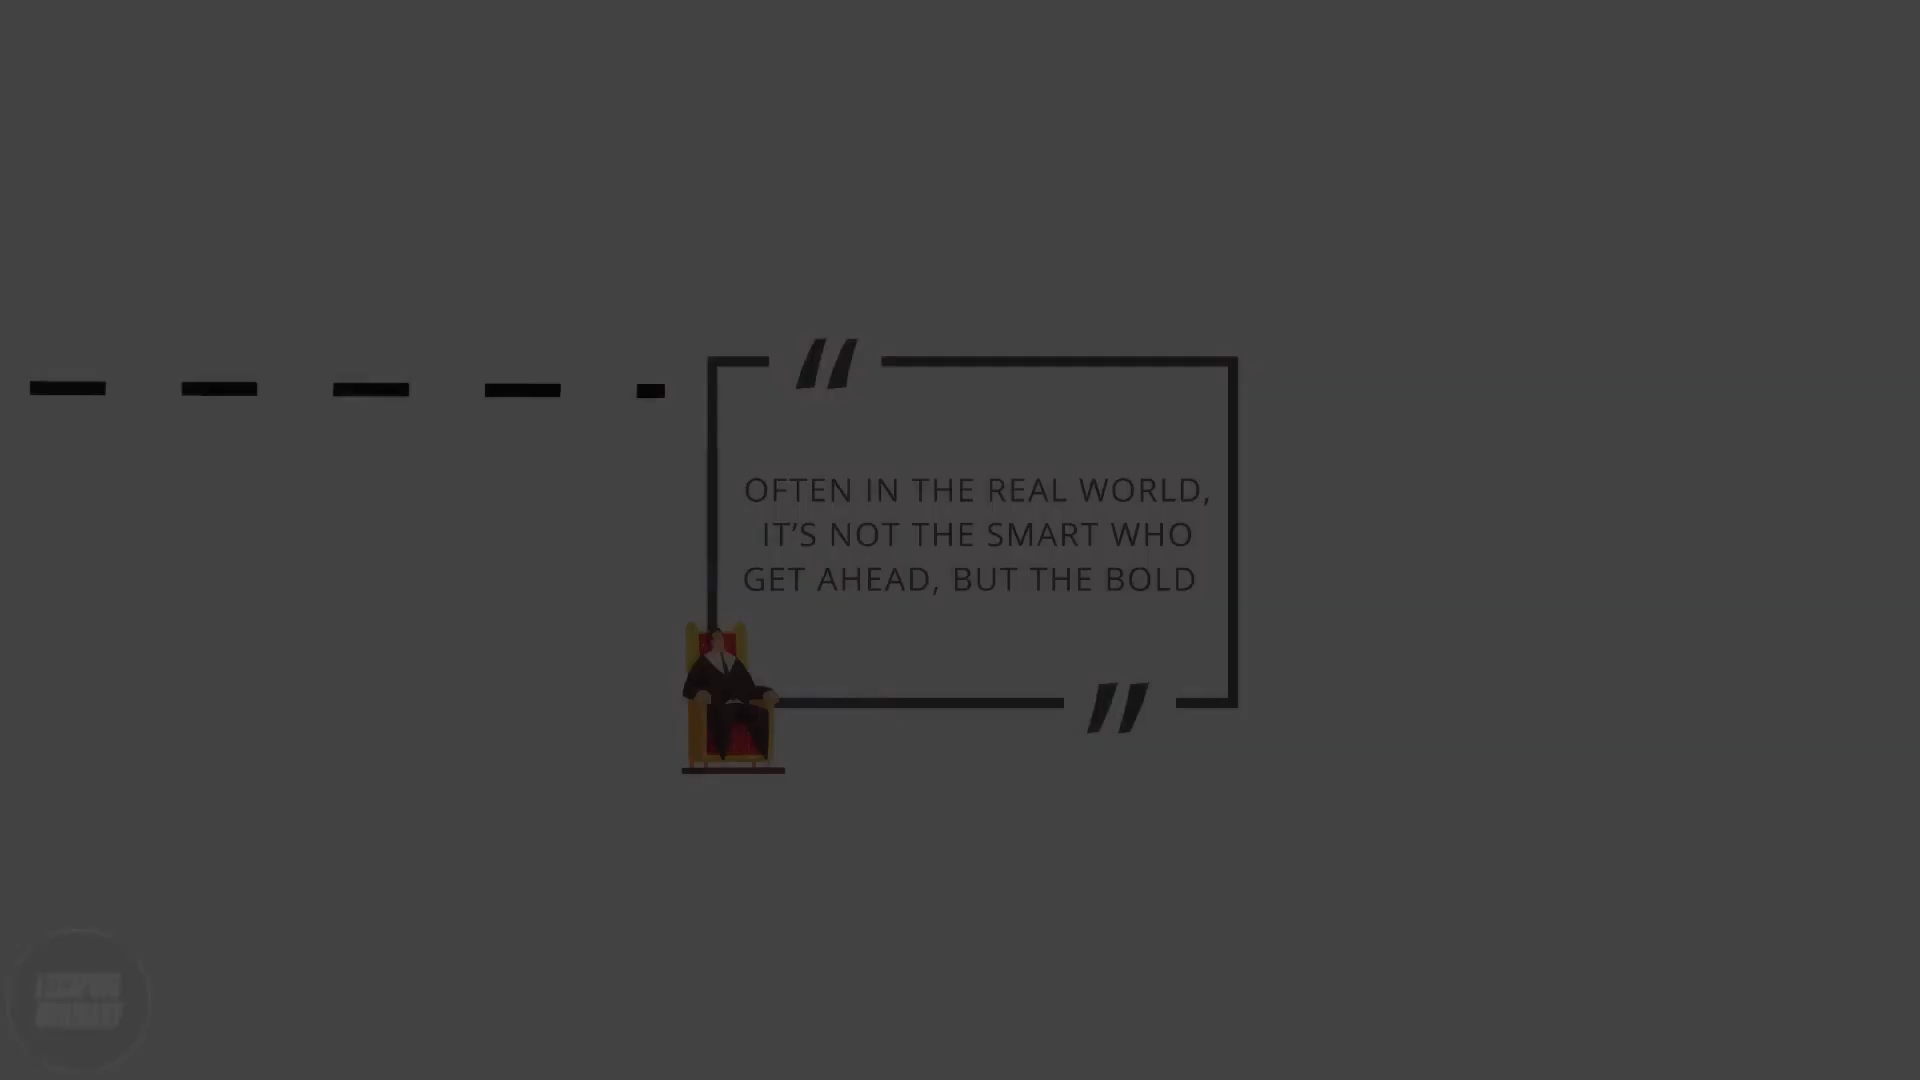 “
OFTEN IN THE REAL WORLD,
IT’S NOT THE SMART WHO
GET AHEAD, BUT THE BOLD
”